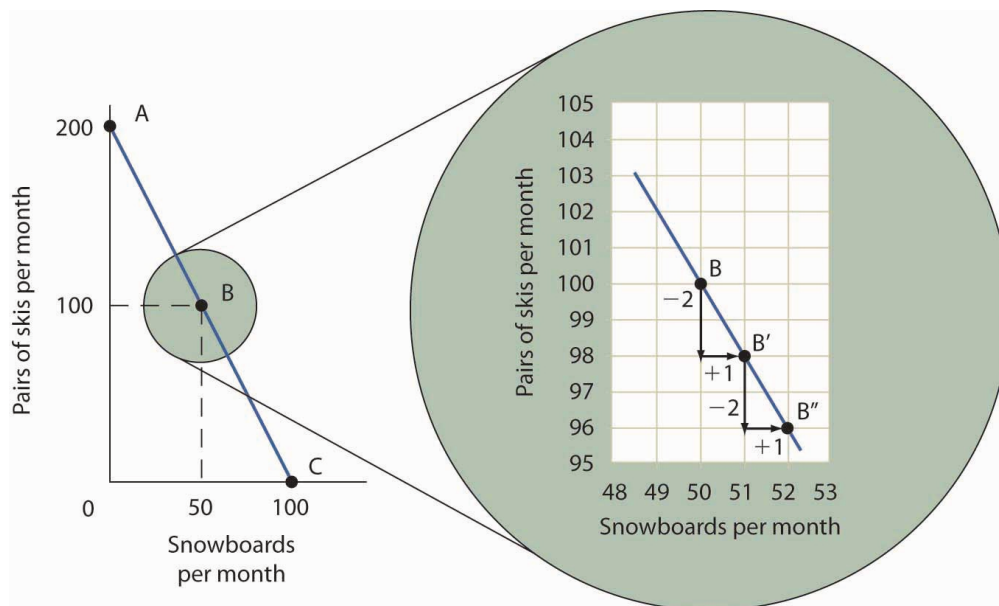 200
A
Pairs of skis per month
100
B
C
0
50
100
Snowboards
per month
105
104
103
102
101
100
99
98
97
96
95
Pairs of skis per month
B
−2
B′
+1
−2
B″
+1
48 49 50 51 52 53
Snowboards per month